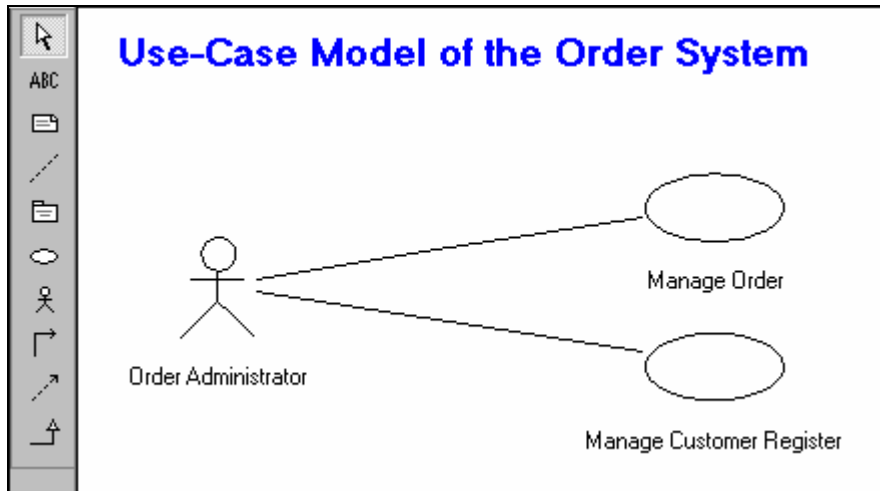 Use-Case Model of the Order System
ABC
Manage Order
Order Administrator
Manage Customer Register